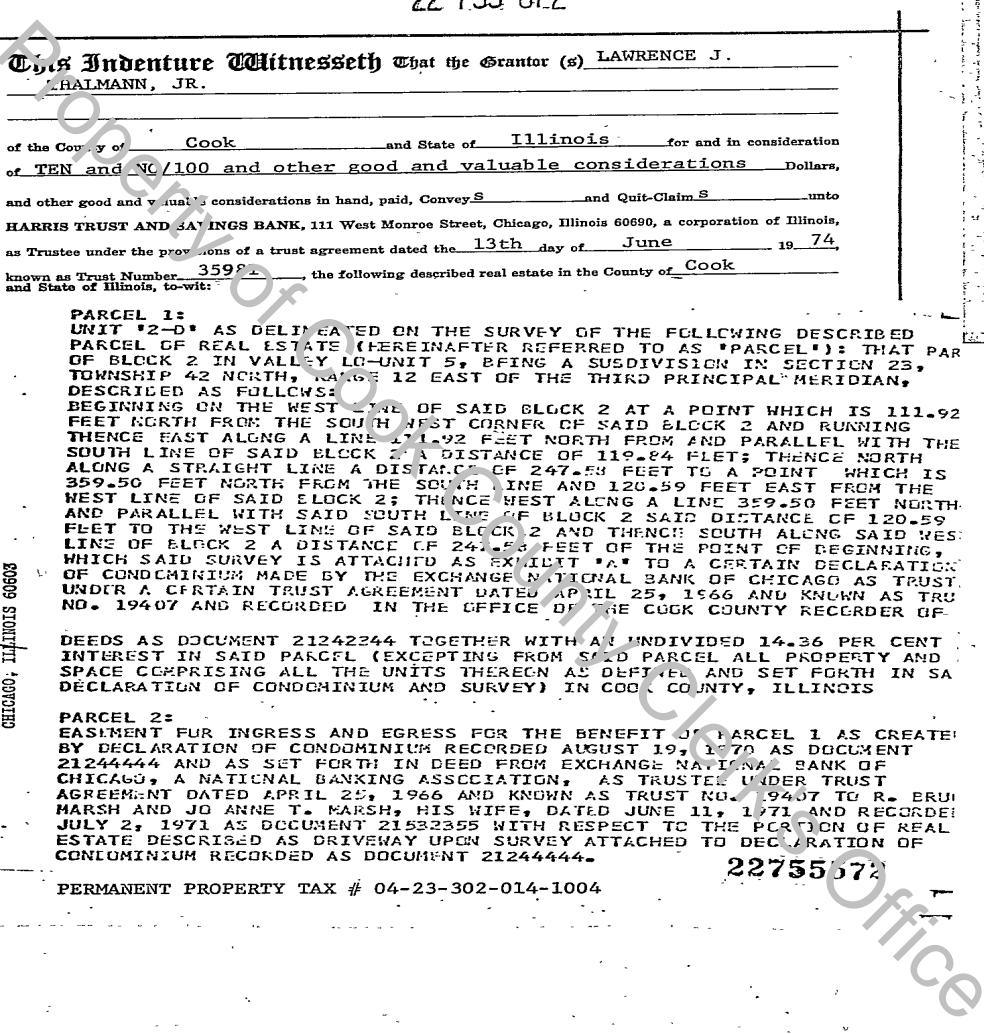 This Indenture Witnesseth That the Grantor (s) LAWRENCE J.
THALMANN, JR.
of the County of Cook and State of Illinois for and in consideration
of TEN and NO/100 and other good and valuable considerations Dollars,
and other good and valuable considerations in hand, paid, Convey S and Quit-Claim S unto
HARRIS TRUST AND SAVINGS BANK, 111 West Monroe Street, Chicago, Illinois 60690, a corporation of Illinois,
as Trustee under the provisions of a trust agreement dated the 13th day of June 19 74,
known as Trust Number , the following described real estate in the County of Cook
and State of Illinois, to-wit:
PARCEL 1:
UNIT "2-D" AS DELINEATED ON THE SURVEY OF THE FOLLOWING DESCRIBED
PARCEL OF REAL ESTATE (HEREINAFTER REFERRED TO AS "PARCEL"): THAT PAR
OF BLOCK 2 IN VALLEY LO-UNIT 5, BEING A SUBDIVISION IN SECTION 23,
TOWNSHIP 42 NORTH, RANGE 12 EAST OF THE THIRD PRINCIPAL MERIDIAN,
DESCRIBED AS FOLLOWS:
BEGINNING ON THE WEST LINE OF SAID BLOCK 2 AT A POINT WHICH IS 111.92
FEET NORTH FROM THE SOUTH WEST CORNER OF SAID BLOCK 2 AND RUNNING
THENCE EAST ALONG A LINE 111.92 FEET NORTH FROM AND PARALLEL WITH THE
SOUTH LINE OF SAID BLOCK 2 A DISTANCE OF 119.84 FEET; THENCE NORTH
ALONG A STRAIGHT LINE A DISTANCE OF 247.58 FEET TO A POINT WHICH IS
359.50 FEET NORTH FROM THE SOUTH LINE AND 120.59 FEET EAST FROM THE
WEST LINE OF SAID BLOCK 2; THENCE WEST ALONG A LINE 359.50 FEET NORTH
AND PARALLEL WITH SAID SOUTH LINE OF BLOCK 2 SAID DISTANCE OF 120.59
FEET TO THE WEST LINE OF SAID BLOCK 2 AND THENCE SOUTH ALONG SAID WES
LINE OF BLOCK 2 A DISTANCE OF 247.58 FEET OF THE POINT OF BEGINNING,
WHICH SAID SURVEY IS ATTACHED AS EXHIBIT "A" TO A CERTAIN DECLARATION
OF CONDOMINIUM MADE BY THE EXCHANGE NATIONAL BANK OF CHICAGO AS TRUST
UNDER A CERTAIN TRUST AGREEMENT DATED APRIL 25, 1966 AND KNOWN AS TRU
NO. 19407 AND RECORDED IN THE OFFICE OF THE COOK COUNTY RECORDER OF
DEEDS AS DOCUMENT 21242244 TOGETHER WITH AN UNDIVIDED 14.36 PER CENT
INTEREST IN SAID PARCEL (EXCEPTING FROM SAID PARCEL ALL PROPERTY AND
SPACE COMPRISING ALL THE UNITS THEREON AS DEFINED AND SET FORTH IN SA
DECLARATION OF CONDOMINIUM AND SURVEY) IN COOK COUNTY, ILLINOIS
PARCEL 2:
EASEMENT FOR INGRESS AND EGRESS FOR THE BENEFIT OF PARCEL 1 AS CREATE
BY DECLARATION OF CONDOMINIUM RECORDED AUGUST 19, 1970 AS DOCUMENT
21244444 AND AS SET FORTH IN DEED FROM EXCHANGE NATIONAL BANK OF
CHICAGO, A NATIONAL BANKING ASSOCIATION, AS TRUSTEE UNDER TRUST
AGREEMENT DATED APRIL 25, 1966 AND KNOWN AS TRUST NO. 19407 TO R. BRU
MARSH AND JO ANNE T. MARSH, HIS WIFE, DATED JUNE 11, 1971 AND RECORDE
JULY 2, 1971 AS DOCUMENT 21532355 WITH RESPECT TO THE PORTION OF REAL
ESTATE DESCRIBED AS DRIVEWAY UPON SURVEY ATTACHED TO DECLARATION OF
CONDOMINIUM RECORDED AS DOCUMENT 21244444.
22755672
PERMANENT PROPERTY TAX # 04-23-302-014-1004
CHICAGO, ILLINOIS 60603
Property of Cook County Clerk's Office